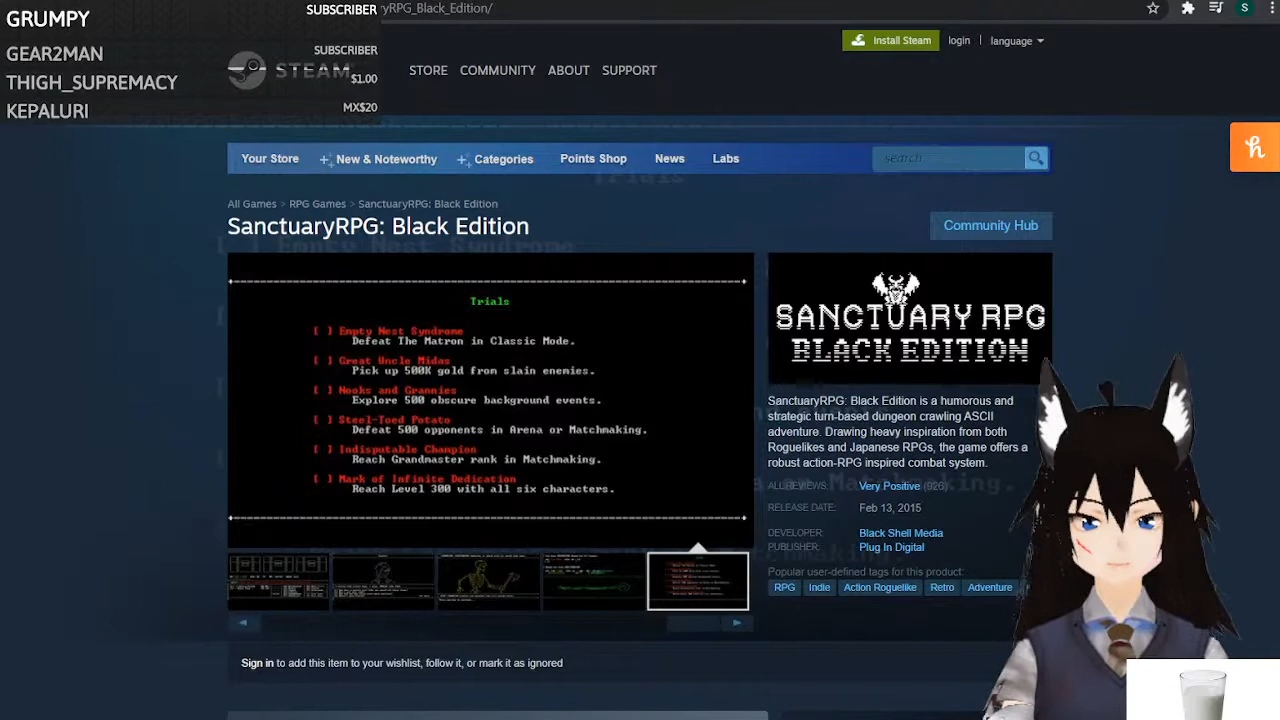 GRUMPY
SUBSCRIBER
GEAR2MAN
SUBSCRIBER
THIGH_SUPREMACY
$1.00
KEPALURI
MX$20
yRPG_Black_Edition/
S
Install Steam
login
language
STEAM
STORE
COMMUNITY
ABOUT
SUPPORT
Your Store
New & Noteworthy
Categories
Points Shop
News
Labs
search
h
All Games > RPG Games > SanctuaryRPG: Black Edition
SanctuaryRPG: Black Edition
Community Hub
Trials
[ ] Empty Nest Syndrome
Defeat The Matron in Classic Mode.
[ ] Great Uncle Midas
Pick up 500K gold from slain enemies.
[ ] Nooks and Grannies
Explore 500 obscure background events.
[ ] Steel-Toed Potato
Defeat 500 opponents in Arena or Matchmaking.
[ ] Indisputable Champion
Reach Grandmaster rank in Matchmaking.
[ ] Mark of Infinite Dedication
Reach Level 300 with all six characters.
SANCTUARY RPG
BLACK EDITION
SanctuaryRPG: Black Edition is a humorous and
strategic turn-based dungeon crawling ASCII
adventure. Drawing heavy inspiration from both
Roguelikes and Japanese RPGs, the game offers a
robust action-RPG inspired combat system.
ALL REVIEWS: Very Positive (926)
RELEASE DATE: Feb 13, 2015
DEVELOPER: Black Shell Media
PUBLISHER: Plug In Digital
Popular user-defined tags for this product:
RPG
Indie
Action Roguelike
Retro
Adventure
Sign in to add this item to your wishlist, follow it, or mark it as ignored